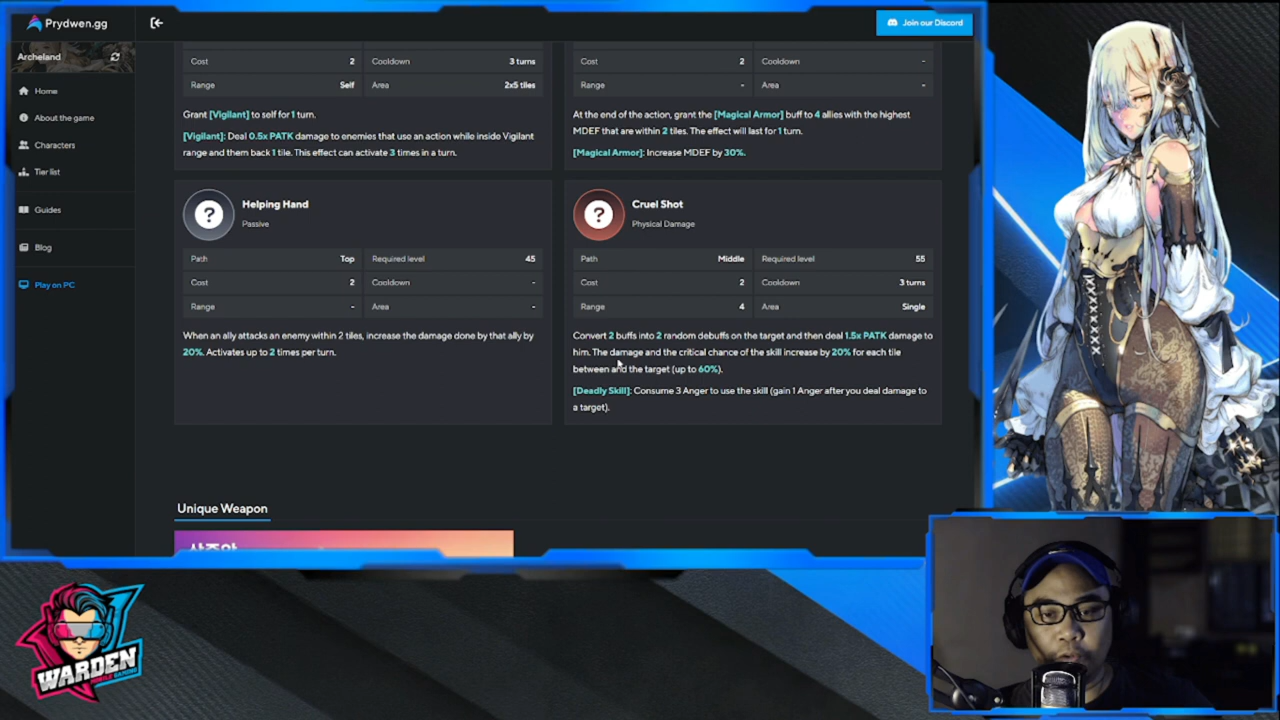 Prydwen.gg
Join our Discord
Archeland
Home
About the game
Characters
Tier list
Guides
Blog
Play on PC
Cost 2 Cooldown 3 turns
Range Self Area 2x5 tiles
Grant [Vigilant] to self for 1 turn.
[Vigilant]: Deal 0.5x PATK damage to enemies that use an action while inside Vigilant
range and them back 1 tile. This effect can activate 3 times in a turn.
Cost 2 Cooldown -
Range - Area -
At the end of the action, grant the [Magical Armor] buff to 4 allies with the highest
MDEF that are within 2 tiles. The effect will last for 1 turn.
[Magical Armor]: Increase MDEF by 30%.
?
Helping Hand
Passive
Path Top Required level 45
Cost 2 Cooldown -
Range - Area -
When an ally attacks an enemy within 2 tiles, increase the damage done by that ally by
20%. Activates up to 2 times per turn.
?
Cruel Shot
Physical Damage
Path Middle Required level 55
Cost 2 Cooldown 3 turns
Range 4 Area Single
Convert 2 buffs into 2 random debuffs on the target and then deal 1.5x PATK damage to
him. The damage and the critical chance of the skill increase by 20% for each tile
between and the target (up to 60%).
[Deadly Skill]: Consume 3 Anger to use the skill (gain 1 Anger after you deal damage to
a target).
Unique Weapon
WARDEN
MOBILE GAMING